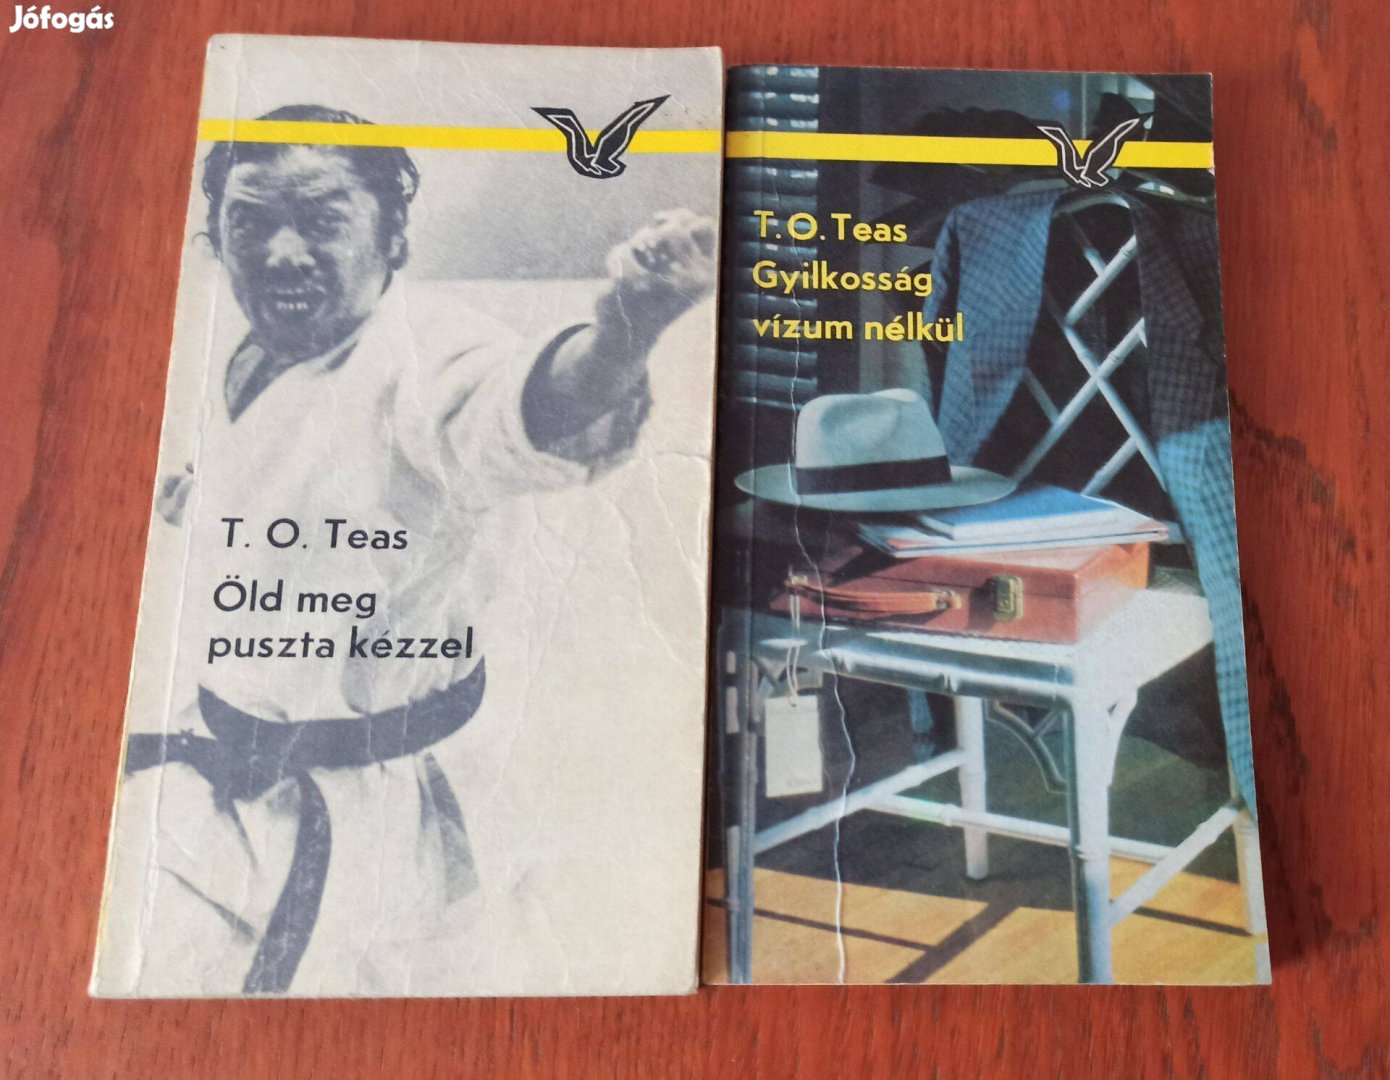 Jófogás
T. O. Teas
Öld meg
puszta kézzel
T. O. Teas
Gyilkosság
vízum nélkül